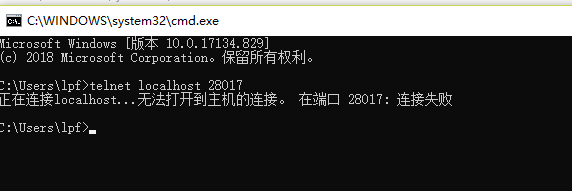 C:\WINDOWS\system32\cmd.exe
Microsoft Windows [版本 10.0.17134.829]
(c) 2018 Microsoft Corporation。保留所有权利。
C:\Users\lpf>telnet localhost 28017
正在连接localhost...无法打开到主机的连接。 在端口 28017: 连接失败
C:\Users\lpf>